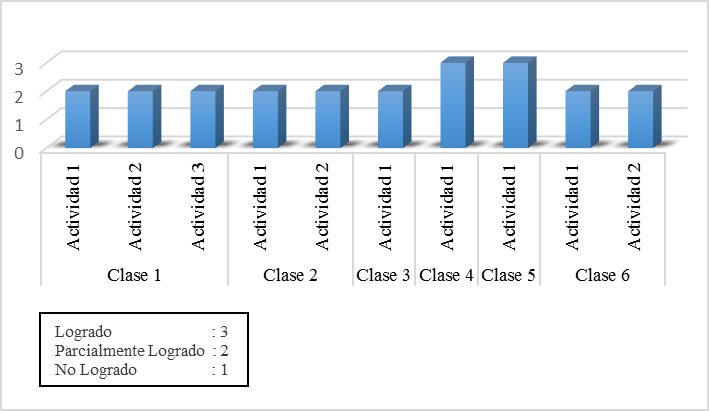 3
2
1
0
Actividad 1
Actividad 2
Actividad 3
Actividad 1
Actividad 2
Actividad 1
Actividad 1
Actividad 1
Actividad 1
Actividad 2
Clase 1
Clase 2
Clase 3
Clase 4
Clase 5
Clase 6
Logrado : 3
Parcialmente Logrado : 2
No Logrado : 1